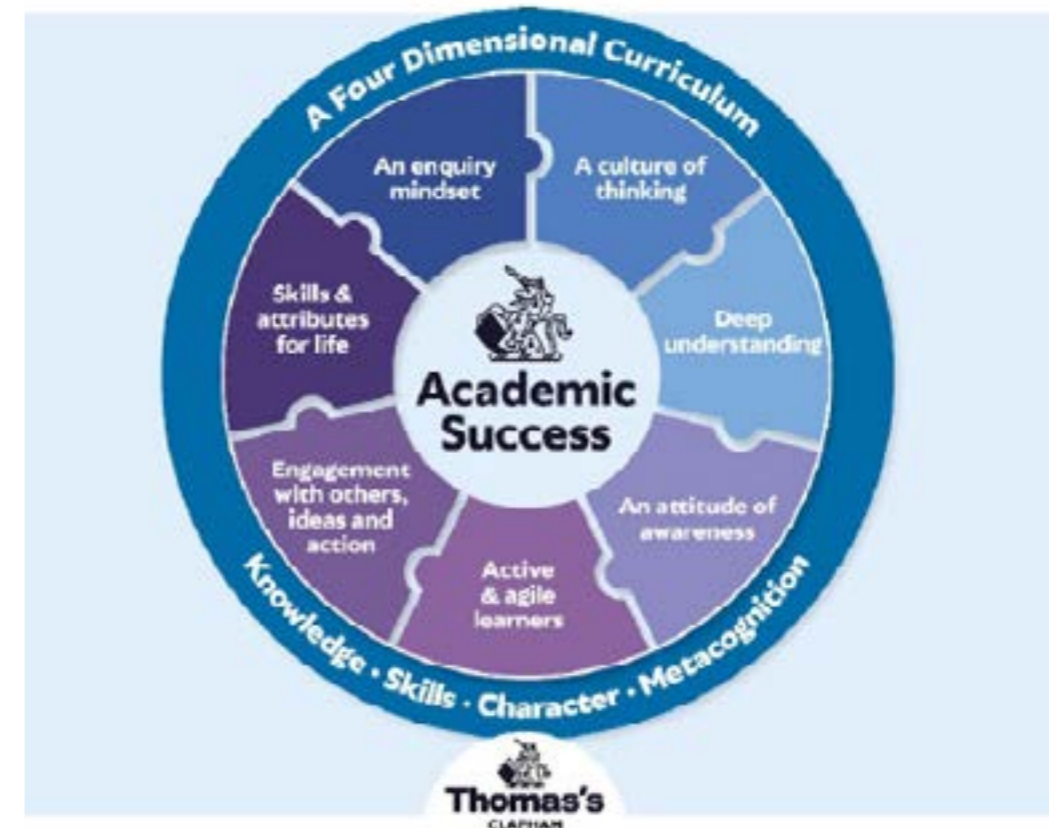 A Four Dimensional Curriculum
An enquiry
mindset
A culture of
thinking
Skills &
attributes
for life
Deep
understanding
Academic
Success
Engagement
with others,
ideas and
action
An attitude of
awareness
Active
& agile
learners
Knowledge • Skills • Character • Metacognition
Thomas's
CLAPHAM